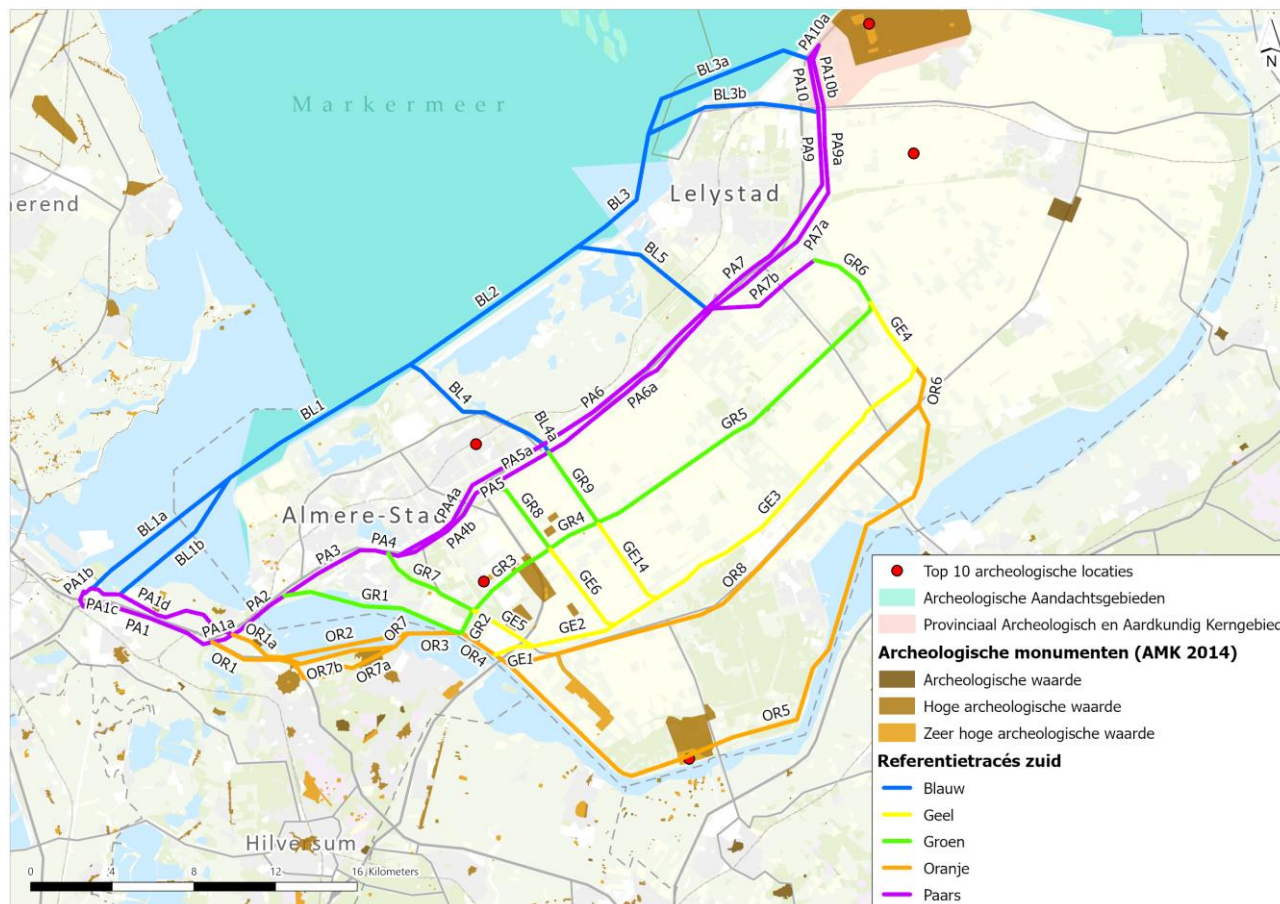 PA10a
BL3a
PA10
PA10b
BL3b
Markermeer
N
PA9
PA9a
Lelystad
erend
BL3
PA7a
BL5
PA7
GR6
PA7b
BL2
GE4
BL4
PA6
OR6
BL1
PA6a
BL4a
GR5
PA5a
PA5
GR9
PA4a
GR8
GE3
BL1a
Almere-Stad
GR4
PA4b
BL1b
PA3
PA4
GR3
GE14
OR8
PA1b
GR7
GE6
PA1c
PA1d
PA2
GR1
PA1
PA1a
OR1a
OR2
OR7
GR2
GE5
GE2
OR1
OR3
OR4
GE1
OR7b
OR7a
OR5
Hilversum
0 4 8 12 16 Kilometers
Top 10 archeologische locaties
Archeologische Aandachtsgebieden
Provinciaal Archeologisch en Aardkundig Kerngebied
Archeologische monumenten (AMK 2014)
Archeologische waarde
Hoge archeologische waarde
Zeer hoge archeologische waarde
Referentietracés zuid
Blauw
Geel
Groen
Oranje
Paars